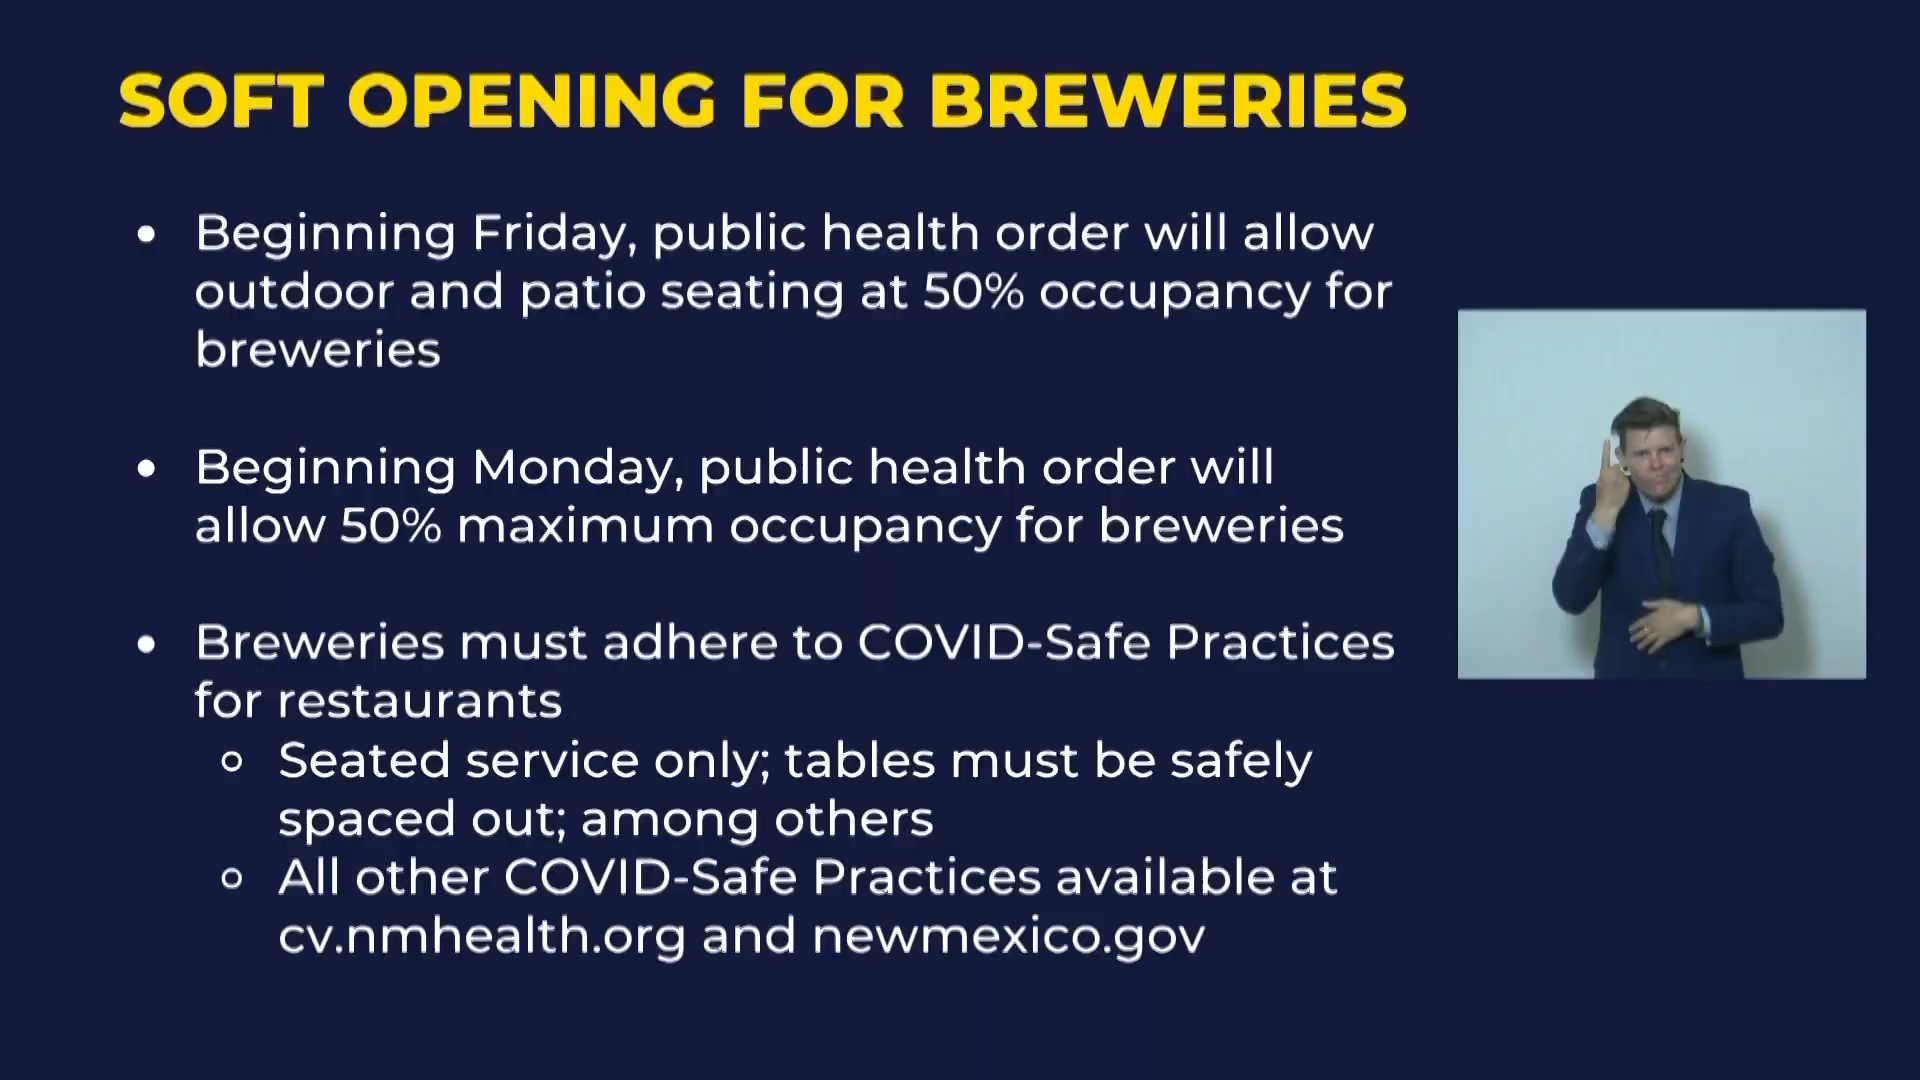 SOFT OPENING FOR BREWERIES
• Beginning Friday, public health order will allow
outdoor and patio seating at 50% occupancy for
breweries
• Beginning Monday, public health order will
allow 50% maximum occupancy for breweries
• Breweries must adhere to COVID-Safe Practices
for restaurants
○ Seated service only; tables must be safely
spaced out; among others
○ All other COVID-Safe Practices available at
cv.nmhealth.org and newmexico.gov